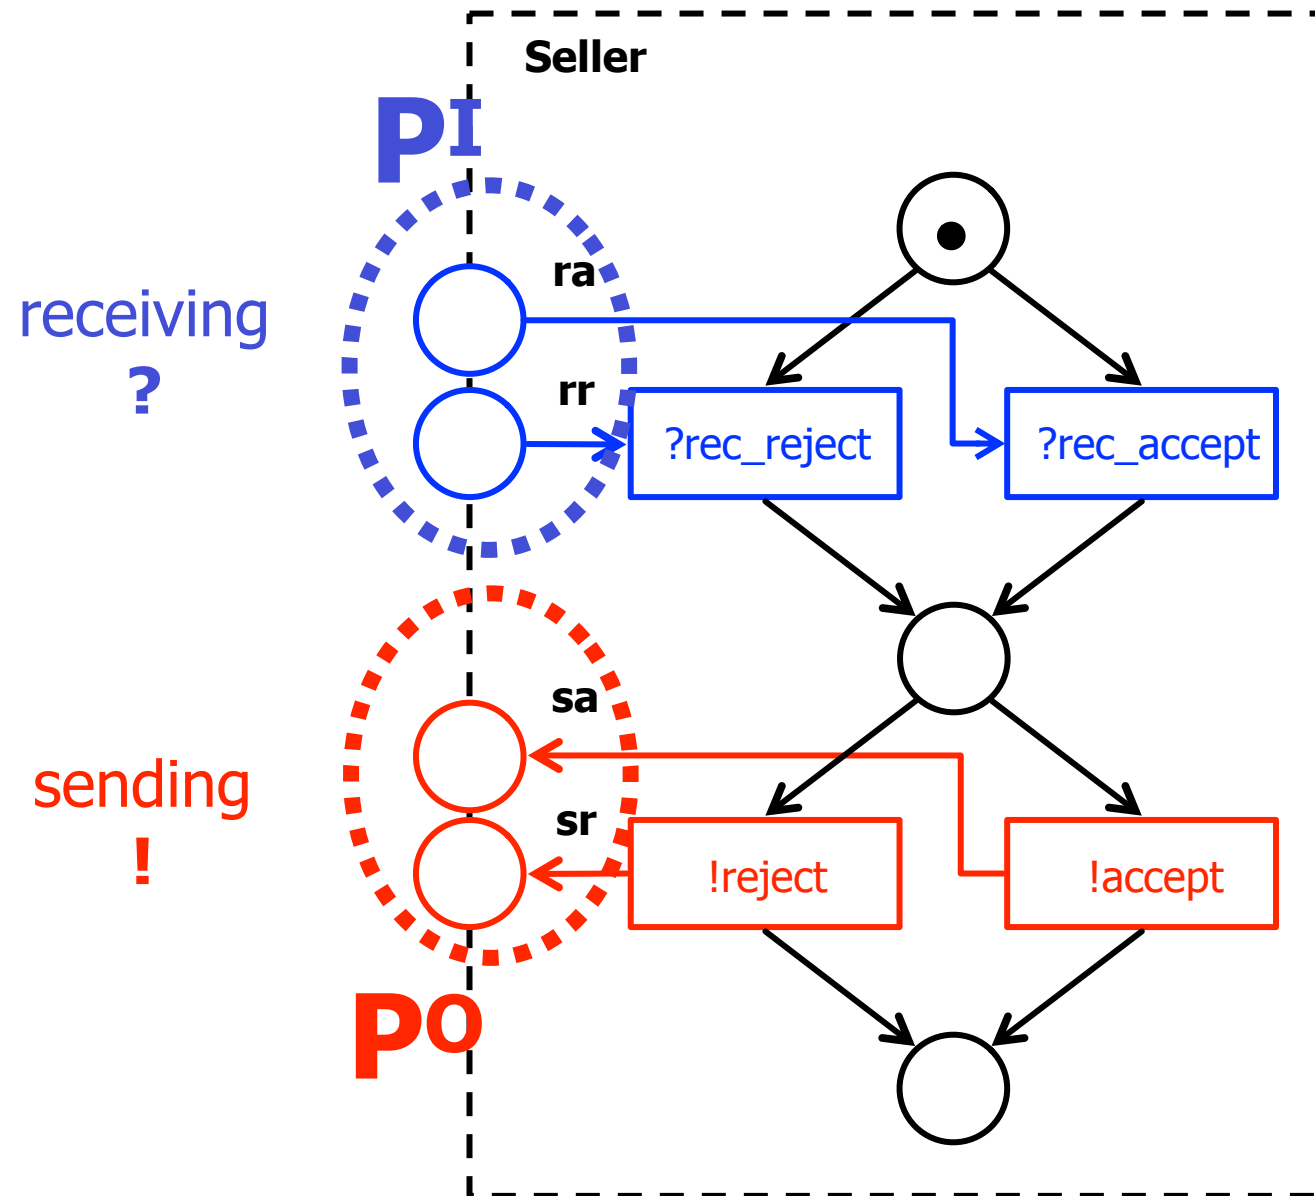 Seller
PI
ra
receiving
?
rr
?rec_reject
?rec_accept
sa
sending
!
sr
!reject
!accept
PO